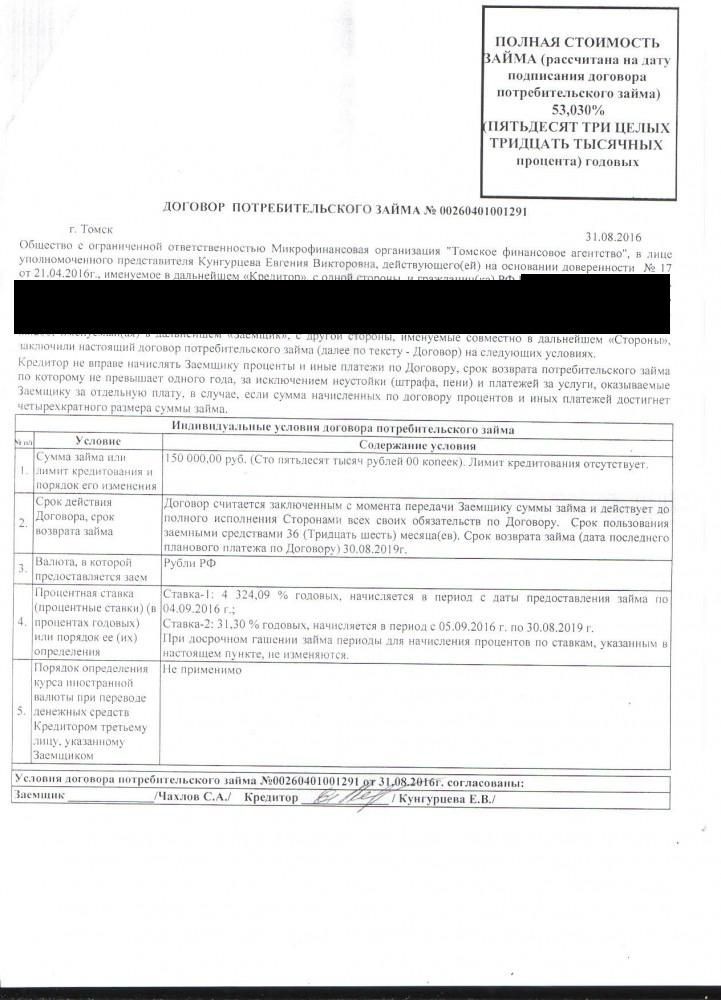 ПОЛНАЯ СТОИМОСТЬ
ЗАЙМА (рассчитана на дату
подписания договора
потребительского займа)
53,030%
(ПЯТЬДЕСЯТ ТРИ ЦЕЛЫХ
ТРИДЦАТЬ ТЫСЯЧНЫХ
процента) годовых
ДОГОВОР ПОТРЕБИТЕЛЬСКОГО ЗАЙМА № 00260401001291
г. Томск
31.08.2016
Общество с ограниченной ответственностью Микрофинансовая организация "Томское финансовое агентство", в лице
уполномоченного представителя Кунгурцева Евгения Викторовна, действующего(ей) на основании доверенности № 17
от 21.04.2016г., именуемое в дальнейшем «Кредитор», с одной стороны, и гражданин(ка) РФ
именуемый(ая) в дальнейшем «Заемщик», с другой стороны, именуемые совместно в дальнейшем «Стороны»,
заключили настоящий договор потребительского займа (далее по тексту - Договор) на следующих условиях.
Кредитор не вправе начислять Заемщику проценты и иные платежи по Договору, срок возврата потребительского займа
по которому не превышает одного года, за исключением неустойки (штрафа, пени) и платежей за услуги, оказываемые
Заемщику за отдельную плату, в случае, если сумма начисленных по договору процентов и иных платежей достигнет
четырехкратного размера суммы займа.
Индивидуальные условия договора потребительского займа
№ п/п Условие Содержание условия
1. Сумма займа или
лимит кредитования и
порядок его изменения
150 000,00 руб. (Сто пятьдесят тысяч рублей 00 копеек). Лимит кредитования отсутствует.
2. Срок действия
Договора, срок
возврата займа
Договор считается заключенным с момента передачи Заемщику суммы займа и действует до
полного исполнения Сторонами всех своих обязательств по Договору. Срок пользования
заемными средствами 36 (Тридцать шесть) месяца(ев). Срок возврата займа (дата последнего
планового платежа по Договору) 30.08.2019г.
3. Валюта, в которой
предоставляется заем
Рубли РФ
4. Процентная ставка
(процентные ставки) (в
процентах годовых)
или порядок ее (их)
определения
Ставка-1: 4 324,09 % годовых, начисляется в период с даты предоставления займа по
04.09.2016 г.;
Ставка-2: 31,30 % годовых, начисляется в период с 05.09.2016 г. по 30.08.2019 г.
При досрочном гашении займа периоды для начисления процентов по ставкам, указанным в
настоящем пункте, не изменяются.
5. Порядок определения
курса иностранной
валюты при переводе
денежных средств
Кредитором третьему
лицу, указанному
Заемщиком
Не применимо
Условия договора потребительского займа №00260401001291 от 31.08.2016г. согласованы:
Заемщик ____________/Чахлов С.А./ Кредитор ____________ / Кунгурцева Е.В./